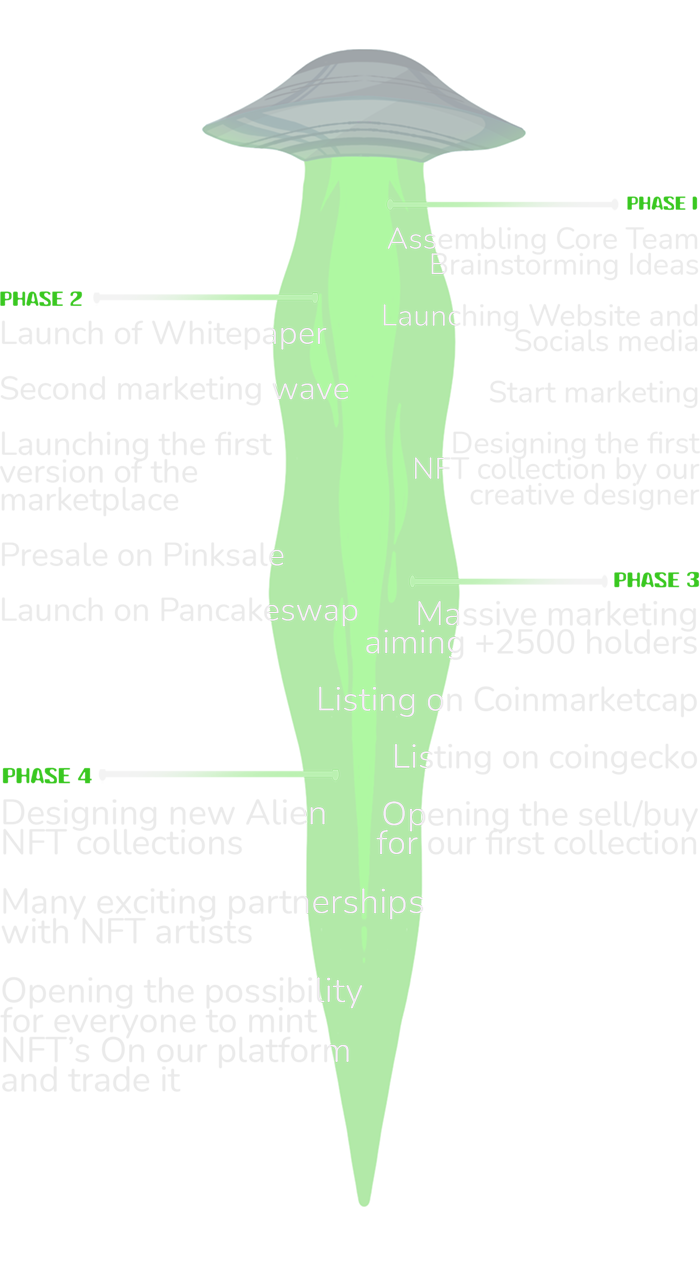 PHASE 1
Assembling Core Team
Brainstorming Ideas
Launching Website and
Socials media
Start marketing
Designing the first
NFT collection by our
creative designer
PHASE 2
Launch of Whitepaper
Second marketing wave
Launching the first
version of the
marketplace
Presale on Pinksale
Launch on Pancakeswap
PHASE 3
Massive marketing
aiming +2500 holders
Listing on Coinmarketcap
Listing on coingecko
Opening the sell/buy
for our first collection
PHASE 4
Designing new Alien
NFT collections
Many exciting partnerships
with NFT artists
Opening the possibility
for everyone to mint
NFT's On our platform
and trade it